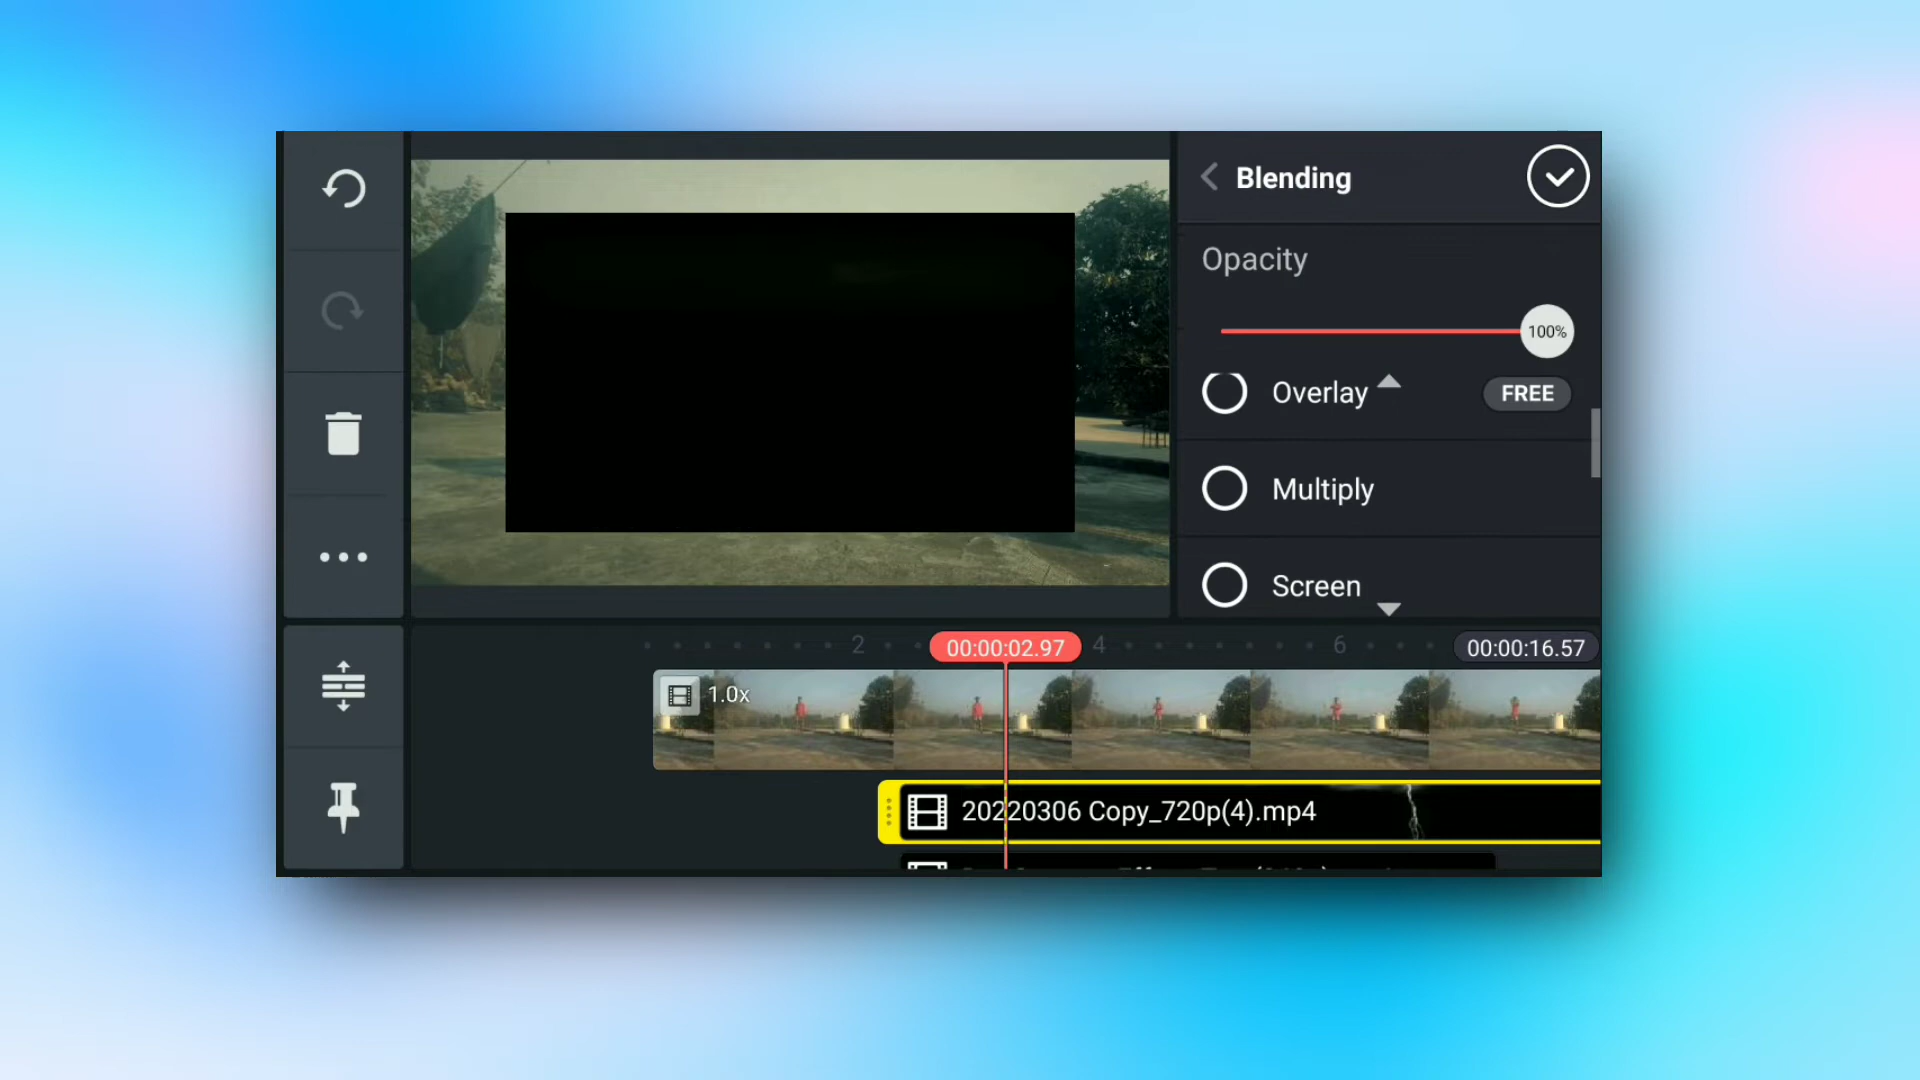 Blending
Opacity
100%
Overlay
FREE
Multiply
Screen
2
00:00:02.97
4
6
00:00:16.57
1.0x
20220306 Copy_720p(4).mp4